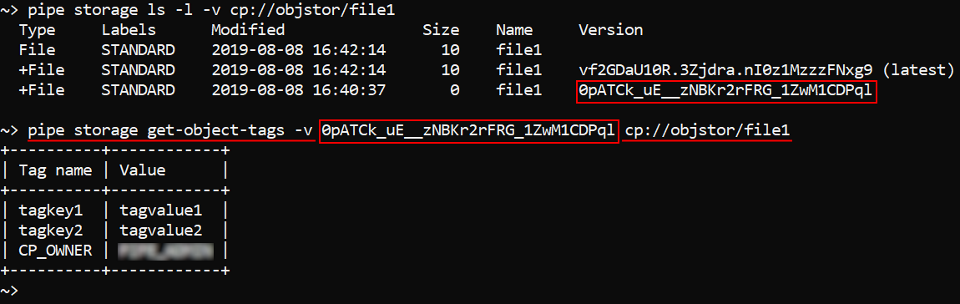 ~> pipe storage ls -l -v cp://objstor/file1
Type Labels Modified Size Name Version
File STANDARD 2019-08-08 16:42:14 10 file1
+File STANDARD 2019-08-08 16:42:14 10 file1 vf2GDaU10R.3Zjdra.nI0z1MzzzFNxg9 (latest)
+File STANDARD 2019-08-08 16:40:37 0 file1 0pATCk_uE__zNBKr2rFRG_1ZwM1CDPql
~> pipe storage get-object-tags -v 0pATCk_uE__zNBKr2rFRG_1ZwM1CDPql cp://objstor/file1
+----------+------------+
| Tag name | Value |
+----------+------------+
| tagkey1 | tagvalue1 |
| tagkey2 | tagvalue2 |
| CP_OWNER | |
+----------+------------+
~>